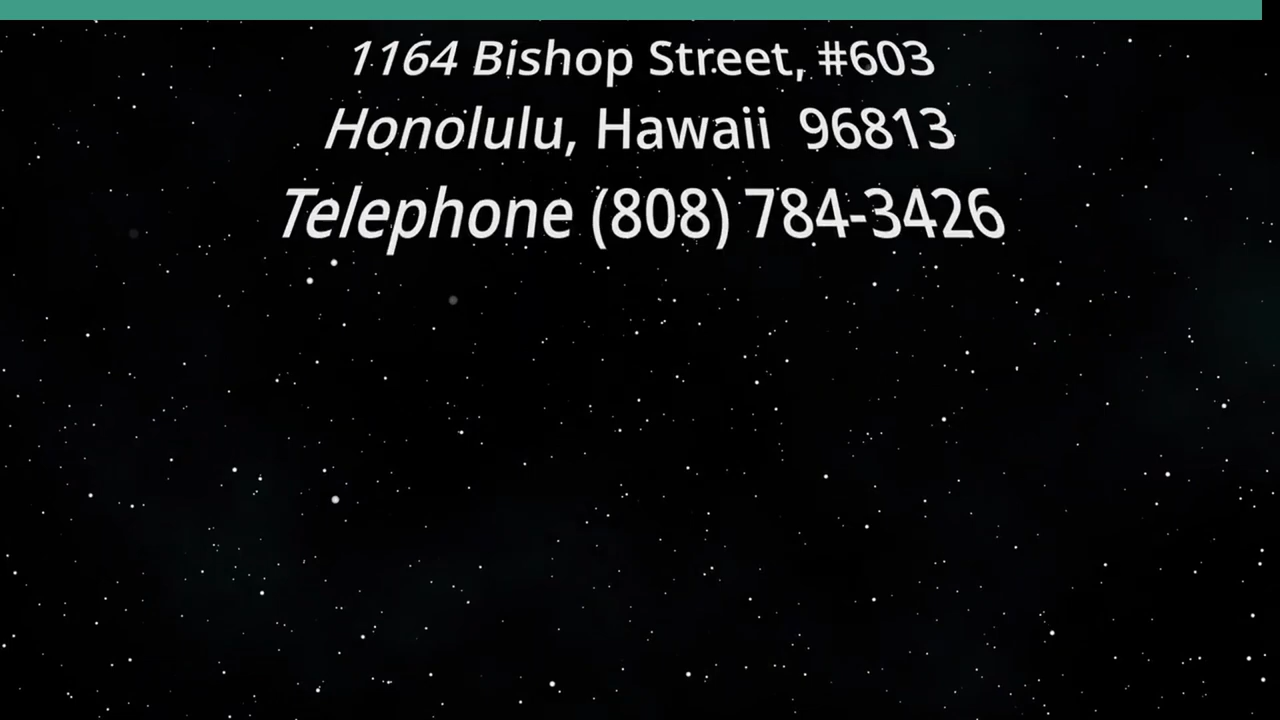 1164 Bishop Street, #603
Honolulu, Hawaii  96813
Telephone (808) 784-3426